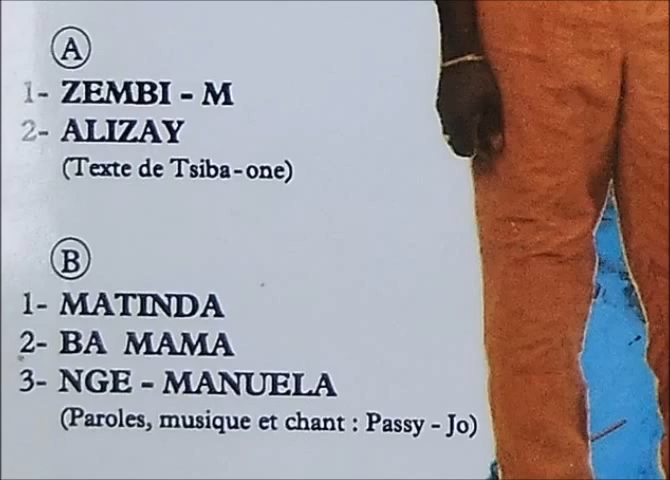 A
1- ZEMBI - M
2- ALIZAY
(Texte de Tsiba-one)
B
1- MATINDA
2- BA MAMA
3- NGE - MANUELA
(Paroles, musique et chant : Passy - Jo)